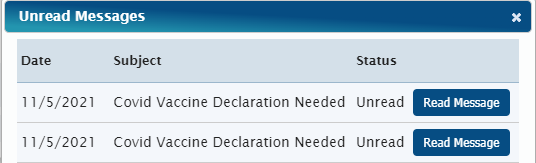 Unread Messages ×
Date Subject Status
11/5/2021 Covid Vaccine Declaration Needed Unread Read Message
11/5/2021 Covid Vaccine Declaration Needed Unread Read Message